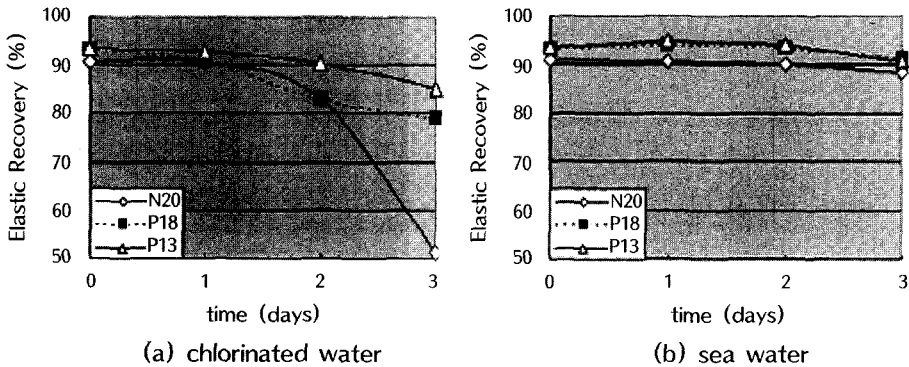 Elastic Recovery (%)
100
90
80
70
60
50
N20
P18
P13
0
1
2
3
time (days)
(a) chlorinated water
Elastic Recovery (%)
100
90
80
70
60
50
N20
P18
P13
0
1
2
3
time (days)
(b) sea water